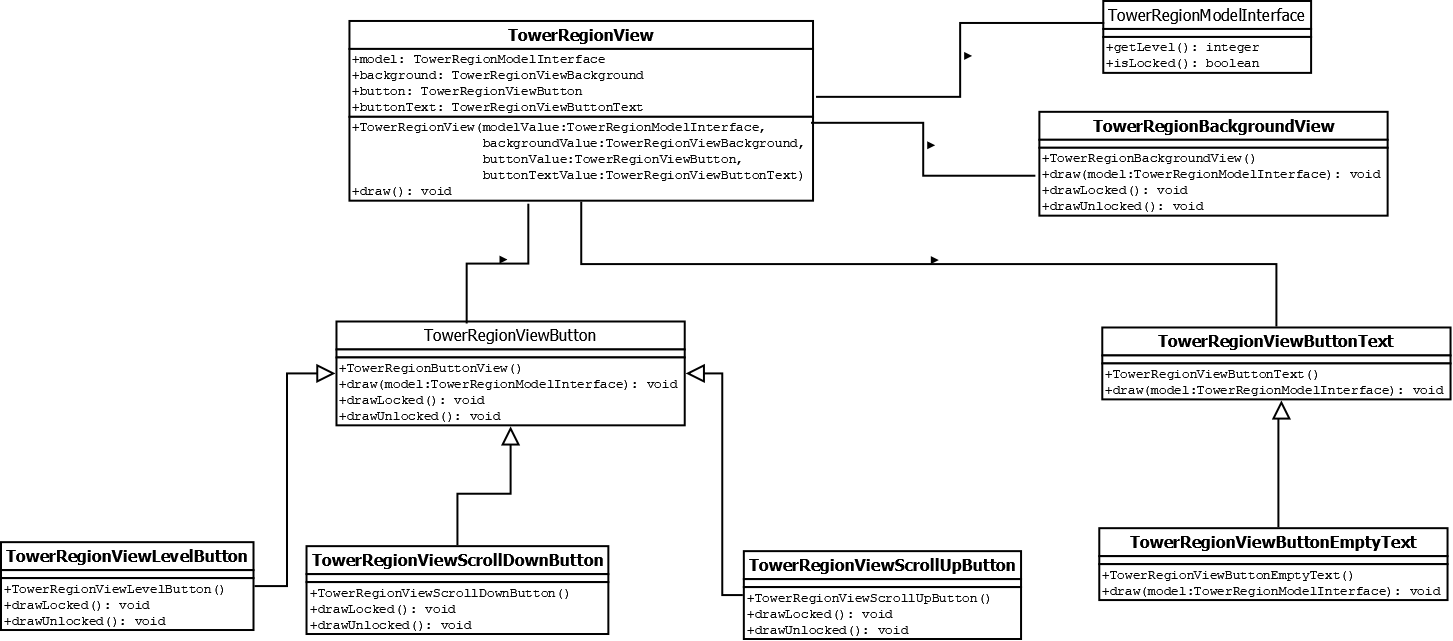 TowerRegionView
+model: TowerRegionModelInterface
+background: TowerRegionViewBackground
+button: TowerRegionViewButton
+buttonText: TowerRegionViewButtonText
+TowerRegionView(modelValue:TowerRegionModelInterface,
backgroundValue:TowerRegionViewBackground,
buttonValue:TowerRegionViewButton,
buttonTextValue:TowerRegionViewButtonText)
+draw(): void
TowerRegionModelInterface
+getLevel(): integer
+isLocked(): boolean
TowerRegionBackgroundView
+TowerRegionBackgroundView()
+draw(model:TowerRegionModelInterface): void
+drawLocked(): void
+drawUnlocked(): void
TowerRegionViewButton
+TowerRegionButtonView()
+draw(model:TowerRegionModelInterface): void
+drawLocked(): void
+drawUnlocked(): void
TowerRegionViewButtonText
+TowerRegionViewButtonText()
+draw(model:TowerRegionModelInterface): void
TowerRegionViewLevelButton
+TowerRegionViewLevelButton()
+drawLocked(): void
+drawUnlocked(): void
TowerRegionViewScrollDownButton
+TowerRegionViewScrollDownButton()
+drawLocked(): void
+drawUnlocked(): void
TowerRegionViewScrollUpButton
+TowerRegionViewScrollUpButton()
+drawLocked(): void
+drawUnlocked(): void
TowerRegionViewButtonEmptyText
+TowerRegionViewButtonEmptyText()
+draw(model:TowerRegionModelInterface): void